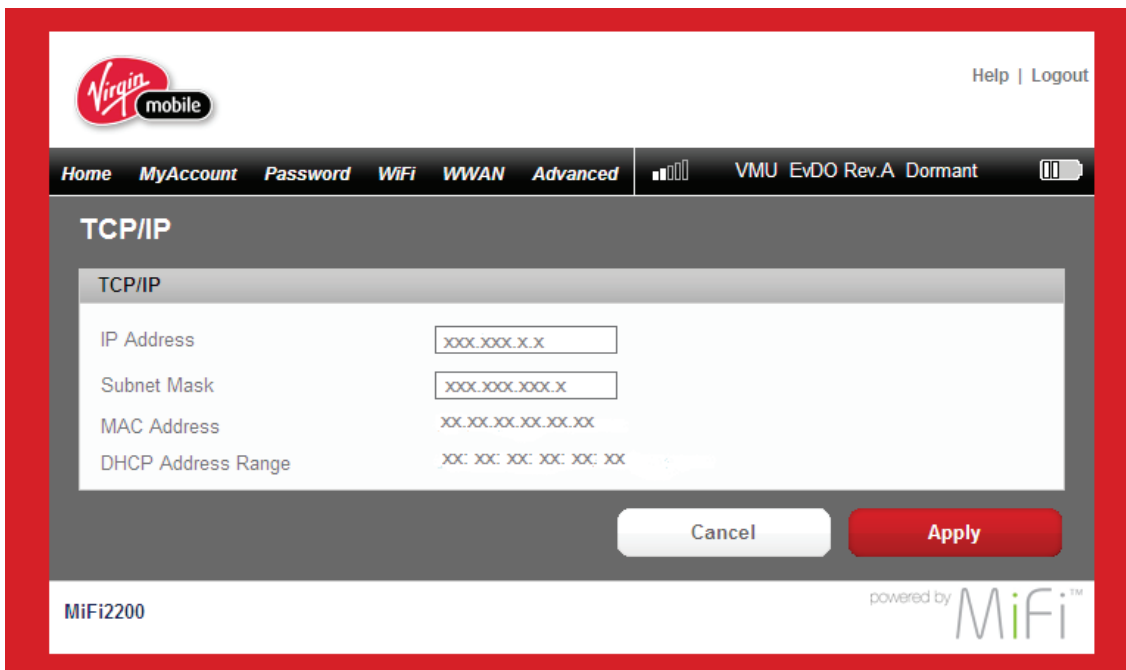 Virgin
mobile
Help | Logout
Home MyAccount Password WiFi WWAN Advanced VMU EvDO Rev.A Dormant
TCP/IP
TCP/IP
IP Address xxx.xxx.x.x
Subnet Mask xxx.xxx.xxx.x
MAC Address xx.xx.xx.xx.xx.xx
DHCP Address Range xx: xx: xx: xx: xx: xx
Cancel Apply
MiFi2200 powered by MiFi™